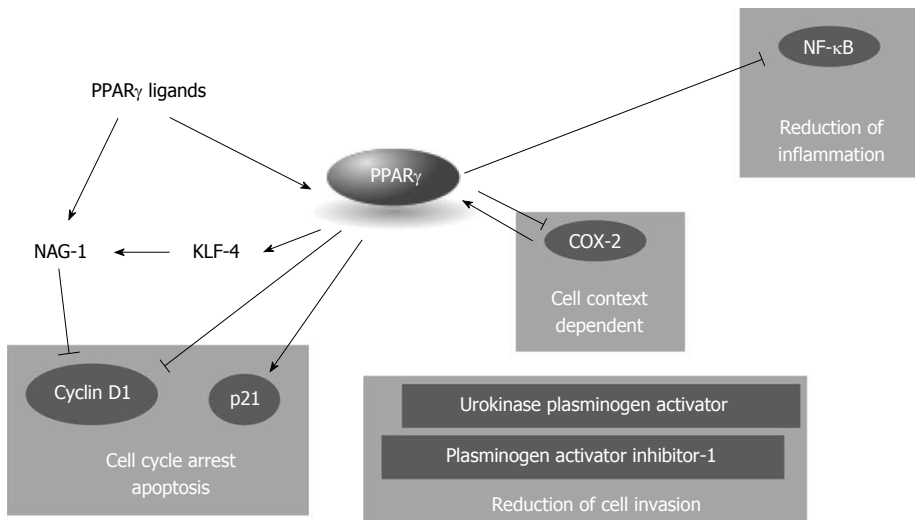 NF-κB
Reduction of
inflammation
PPARγ ligands
PPARγ
NAG-1
KLF-4
COX-2
Cell context
dependent
Cyclin D1
p21
Cell cycle arrest
apoptosis
Urokinase plasminogen activator
Plasminogen activator inhibitor-1
Reduction of cell invasion